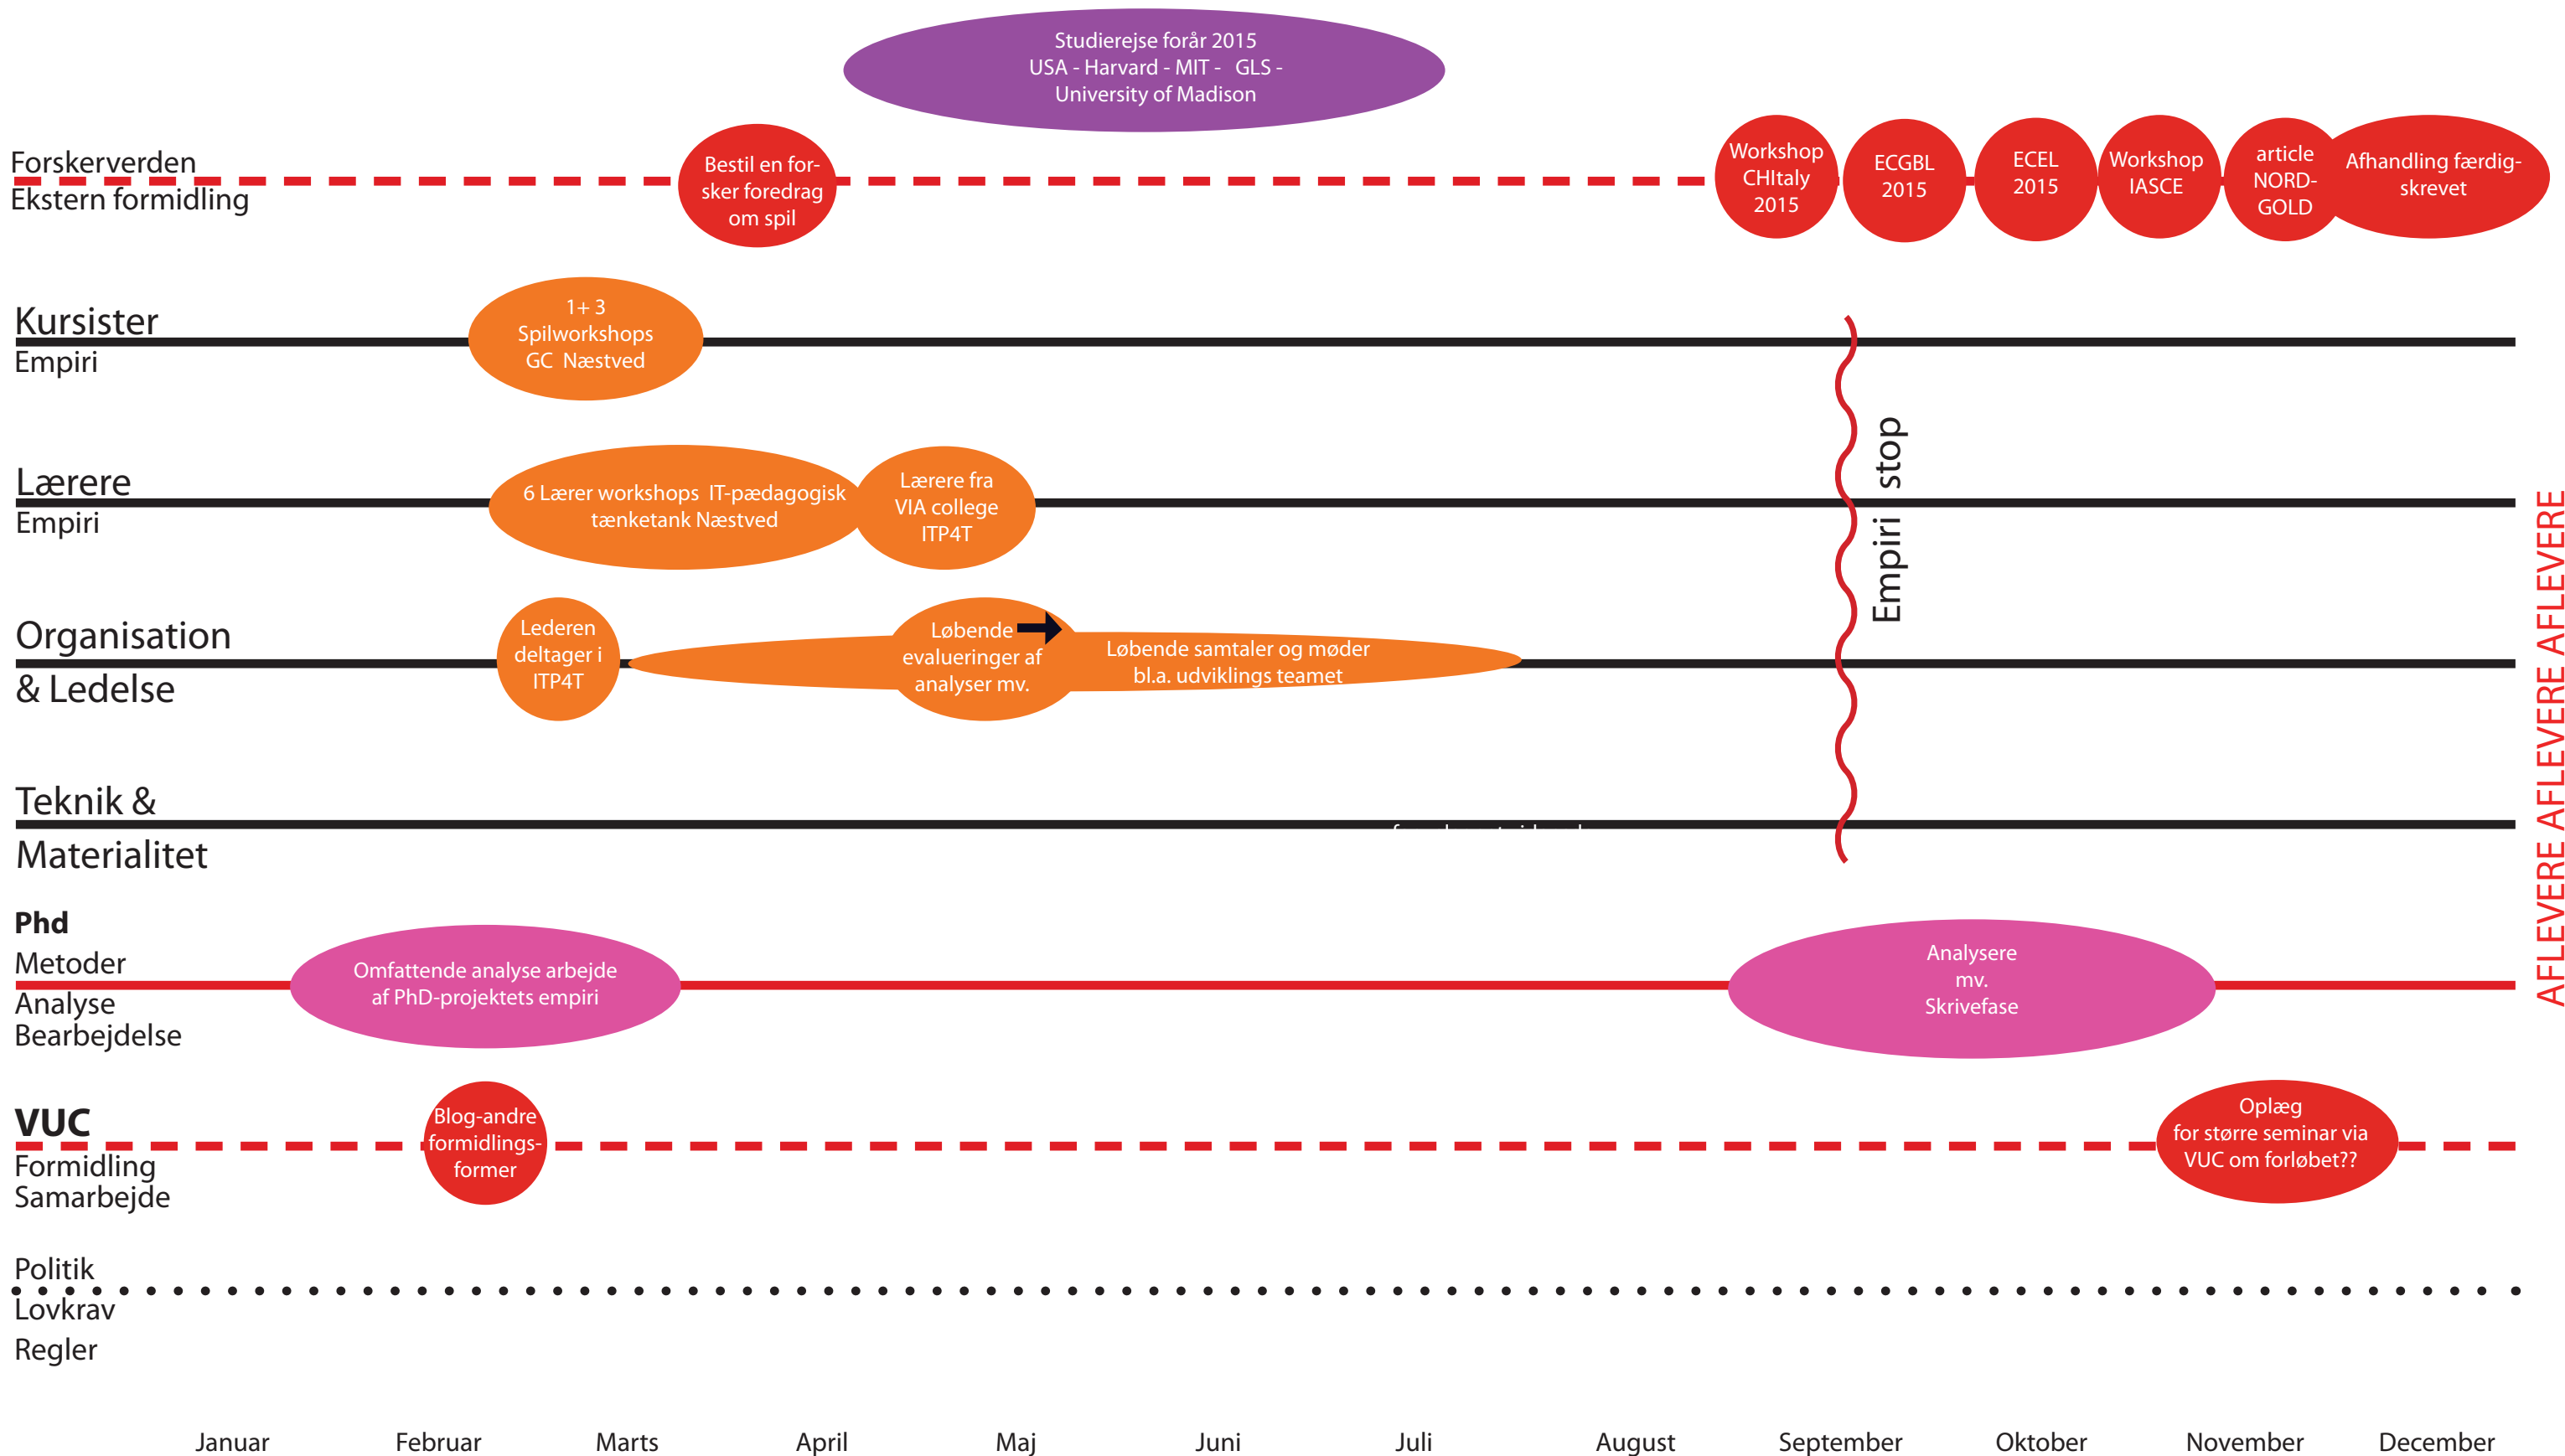 Studierejse forår 2015
USA - Harvard - MIT - GLS -
University of Madison
Forskerverden
Ekstern formidling
Bestil en for-
sker foredrag
om spil
Workshop
CHItaly
2015
ECGBL
2015
ECEL
2015
Workshop
IASCE
article
NORD-
GOLD
Afhandling færdig-
skrevet
Kursister
Empiri
1+ 3
Spilworkshops
GC Næstved
Lærere
Empiri
6 Lærer workshops IT-pædagogisk
tænketank Næstved
Lærere fra
VIA college
ITP4T
Empiri stop
Organisation
& Ledelse
Lederen
deltager i
ITP4T
Løbende
evalueringer af
analyser mv.
Løbende samtaler og møder
bl.a. udviklings teamet
Teknik &
Materialitet
AFLEVERE AFLEVERE AFLEVERE
Phd
Metoder
Analyse
Bearbejdelse
Omfattende analyse arbejde
af PhD-projektets empiri
Analysere
mv.
Skrivefase
VUC
Formidling
Samarbejde
Blog-andre
formidlings-
former
Oplæg
for større seminar via
VUC om forløbet??
Politik
Lovkrav
Regler
Januar Februar Marts April Maj Juni Juli August September Oktober November December